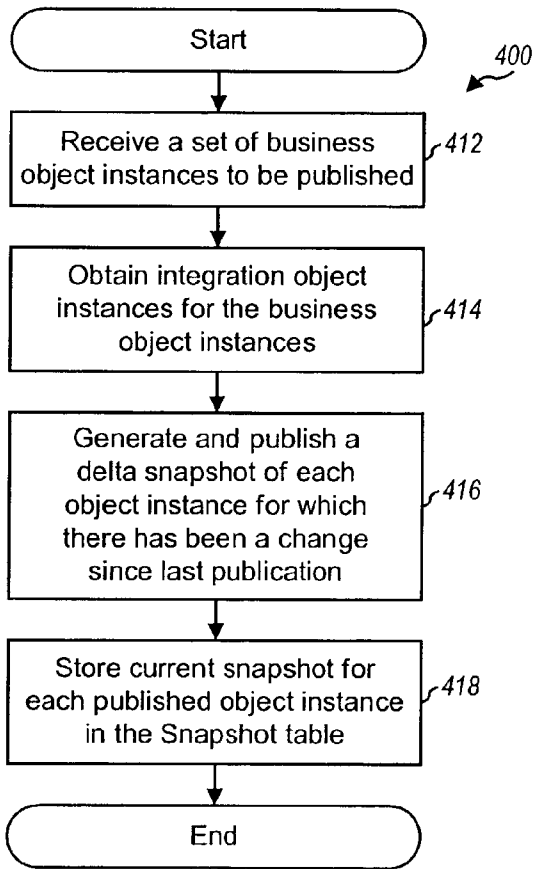 Start
400
Receive a set of business
object instances to be published
412
Obtain integration object
instances for the business
object instances
414
Generate and publish a
delta snapshot of each
object instance for which
there has been a change
since last publication
416
Store current snapshot for
each published object instance
in the Snapshot table
418
End